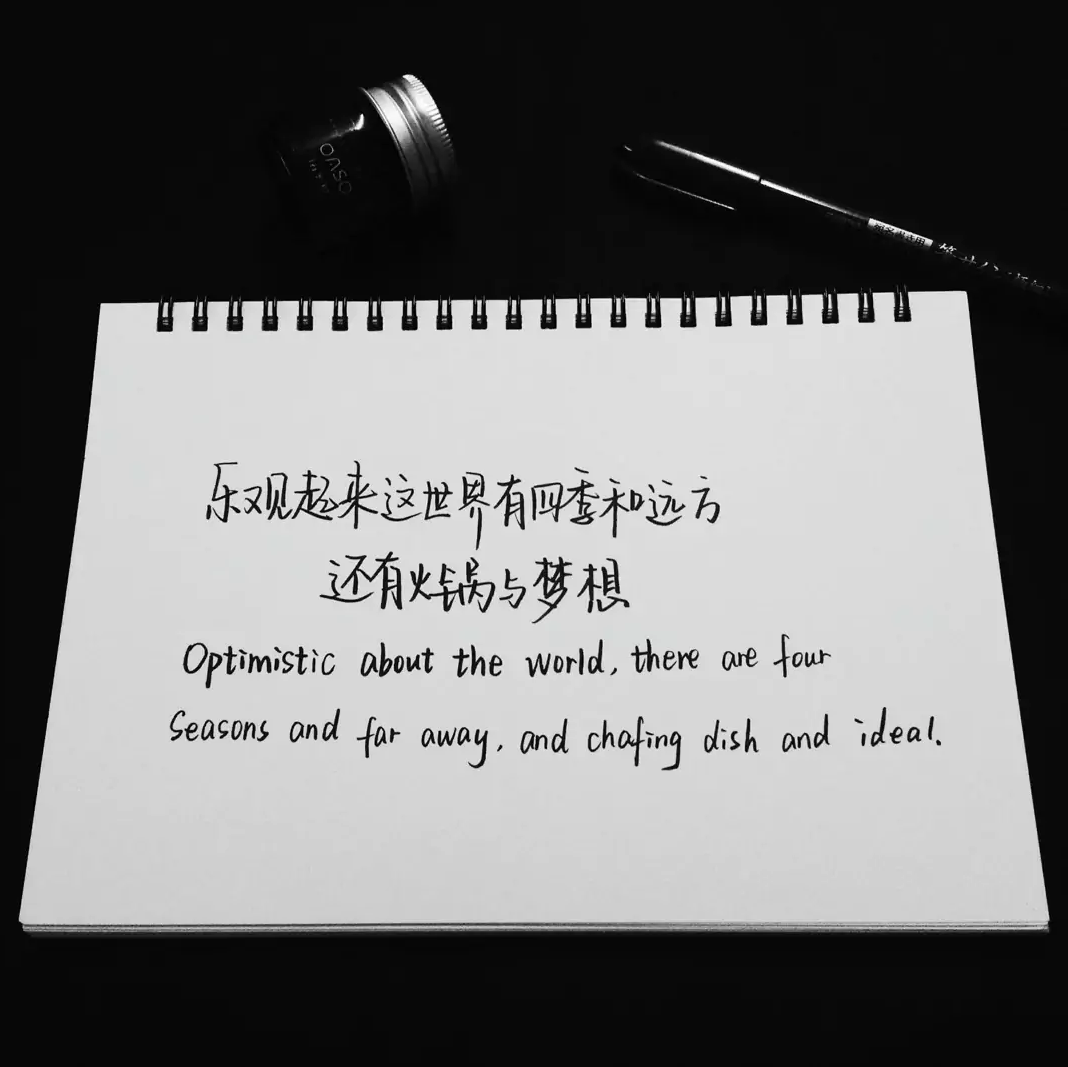 OASO
乐观起来这世界有四季和远方
还有火锅与梦想
Optimistic about the world, there are four
Seasons and far away, and chafing dish and ideal.